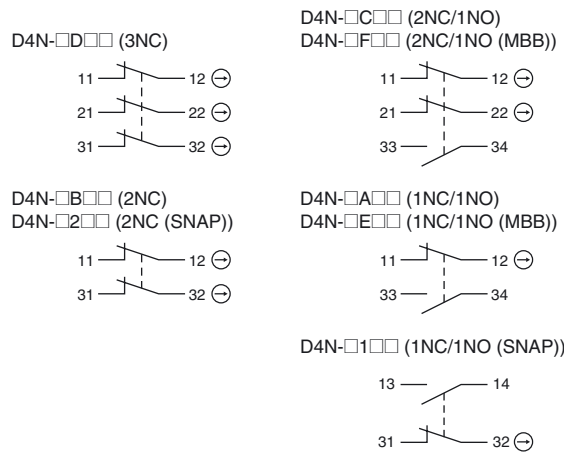 D4N-□D□□ (3NC)
11 12
21 22
31 32
D4N-□C□□ (2NC/1NO)
D4N-□F□□ (2NC/1NO (MBB))
11 12
21 22
33 34
D4N-□B□□ (2NC)
D4N-□2□□ (2NC (SNAP))
11 12
31 32
D4N-□A□□ (1NC/1NO)
D4N-□E□□ (1NC/1NO (MBB))
11 12
33 34
D4N-□1□□ (1NC/1NO (SNAP))
13 14
31 32